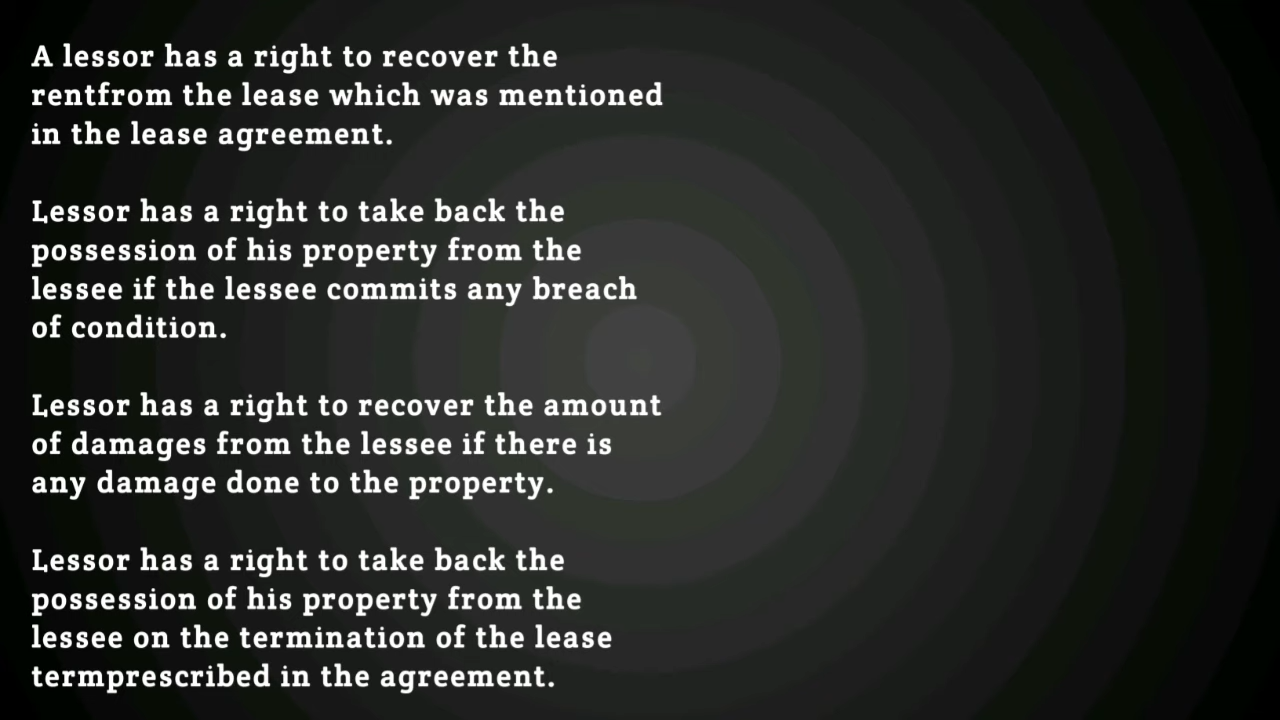 A lessor has a right to recover the
rentfrom the lease which was mentioned
in the lease agreement.
Lessor has a right to take back the
possession of his property from the
lessee if the lessee commits any breach
of condition.
Lessor has a right to recover the amount
of damages from the lessee if there is
any damage done to the property.
Lessor has a right to take back the
possession of his property from the
lessee on the termination of the lease
termprescribed in the agreement.